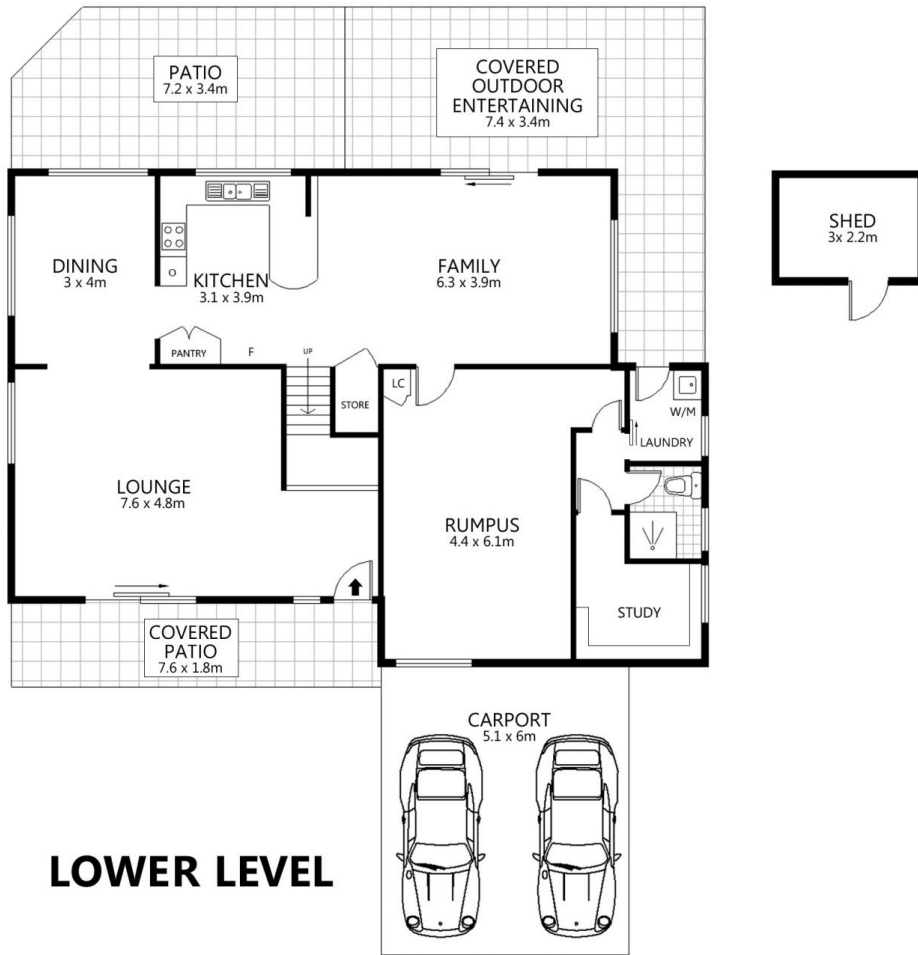 PATIO
7.2 x 3.4m
COVERED
OUTDOOR
ENTERTAINING
7.4 x 3.4m
SHED
3x 2.2m
DINING
3 x 4m
KITCHEN
3.1 x 3.9m
FAMILY
6.3 x 3.9m
PANTRY
F
UP
STORE
LC
W/M
LAUNDRY
LOUNGE
7.6 x 4.8m
RUMPUS
4.4 x 6.1m
STUDY
COVERED
PATIO
7.6 x 1.8m
CARPORT
5.1 x 6m
LOWER LEVEL